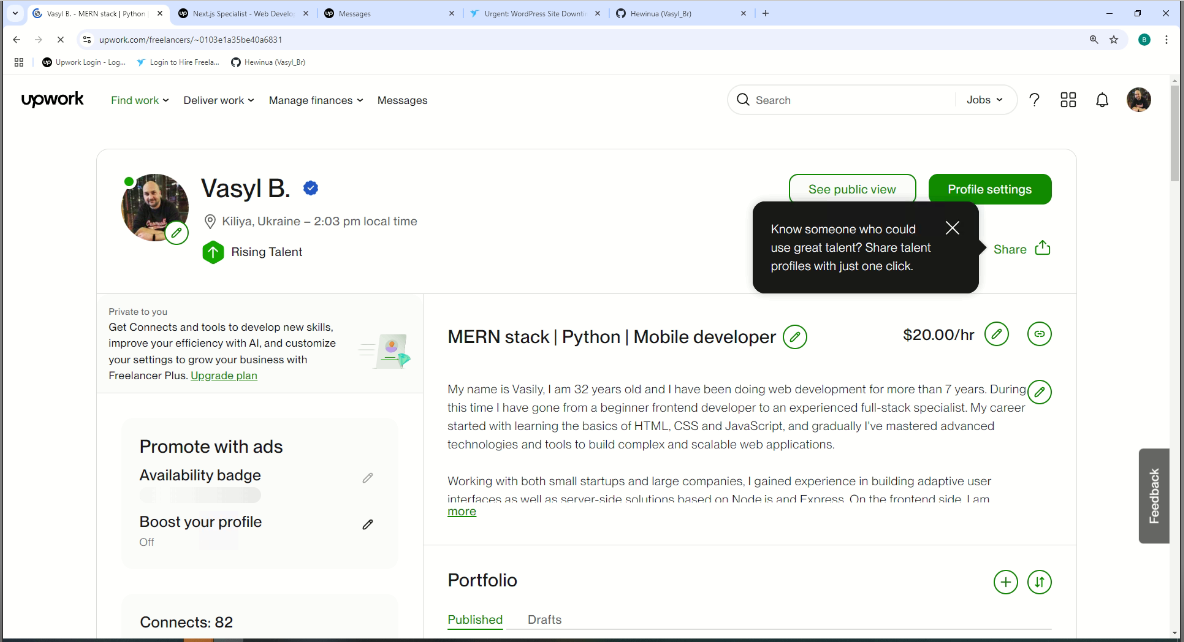 Vasyl B. - MERN stack | Python
Next.js Specialist - Web Develo
Messages
Urgent: WordPress Site Downti
Hewinua (Vasyl_Br)
upwork.com/freelancers/~0103e1a35be40a6831
B
up Upwork Login - Log...
Login to Hire Freela...
Hewinua (Vasyl_Br)
upwork
Find work
Deliver work
Manage finances
Messages
Search
Jobs
Vasyl B.
Kiliya, Ukraine – 2:03 pm local time
Rising Talent
See public view
Profile settings
Know someone who could
use great talent? Share talent
profiles with just one click.
Share
Private to you
Get Connects and tools to develop new skills,
improve your efficiency with AI, and customize
your settings to grow your business with
Freelancer Plus. Upgrade plan
Promote with ads
Availability badge
Boost your profile
Off
Connects: 82
MERN stack | Python | Mobile developer
$20.00/hr
My name is Vasily, I am 32 years old and I have been doing web development for more than 7 years. During
this time I have gone from a beginner frontend developer to an experienced full-stack specialist. My career
started with learning the basics of HTML, CSS and JavaScript, and gradually I've mastered advanced
technologies and tools to build complex and scalable web applications.
Working with both small startups and large companies, I gained experience in building adaptive user
interfaces as well as server-side solutions based on Node.js and Express. On the frontend side, I am
more
Portfolio
Published
Drafts
Feedback